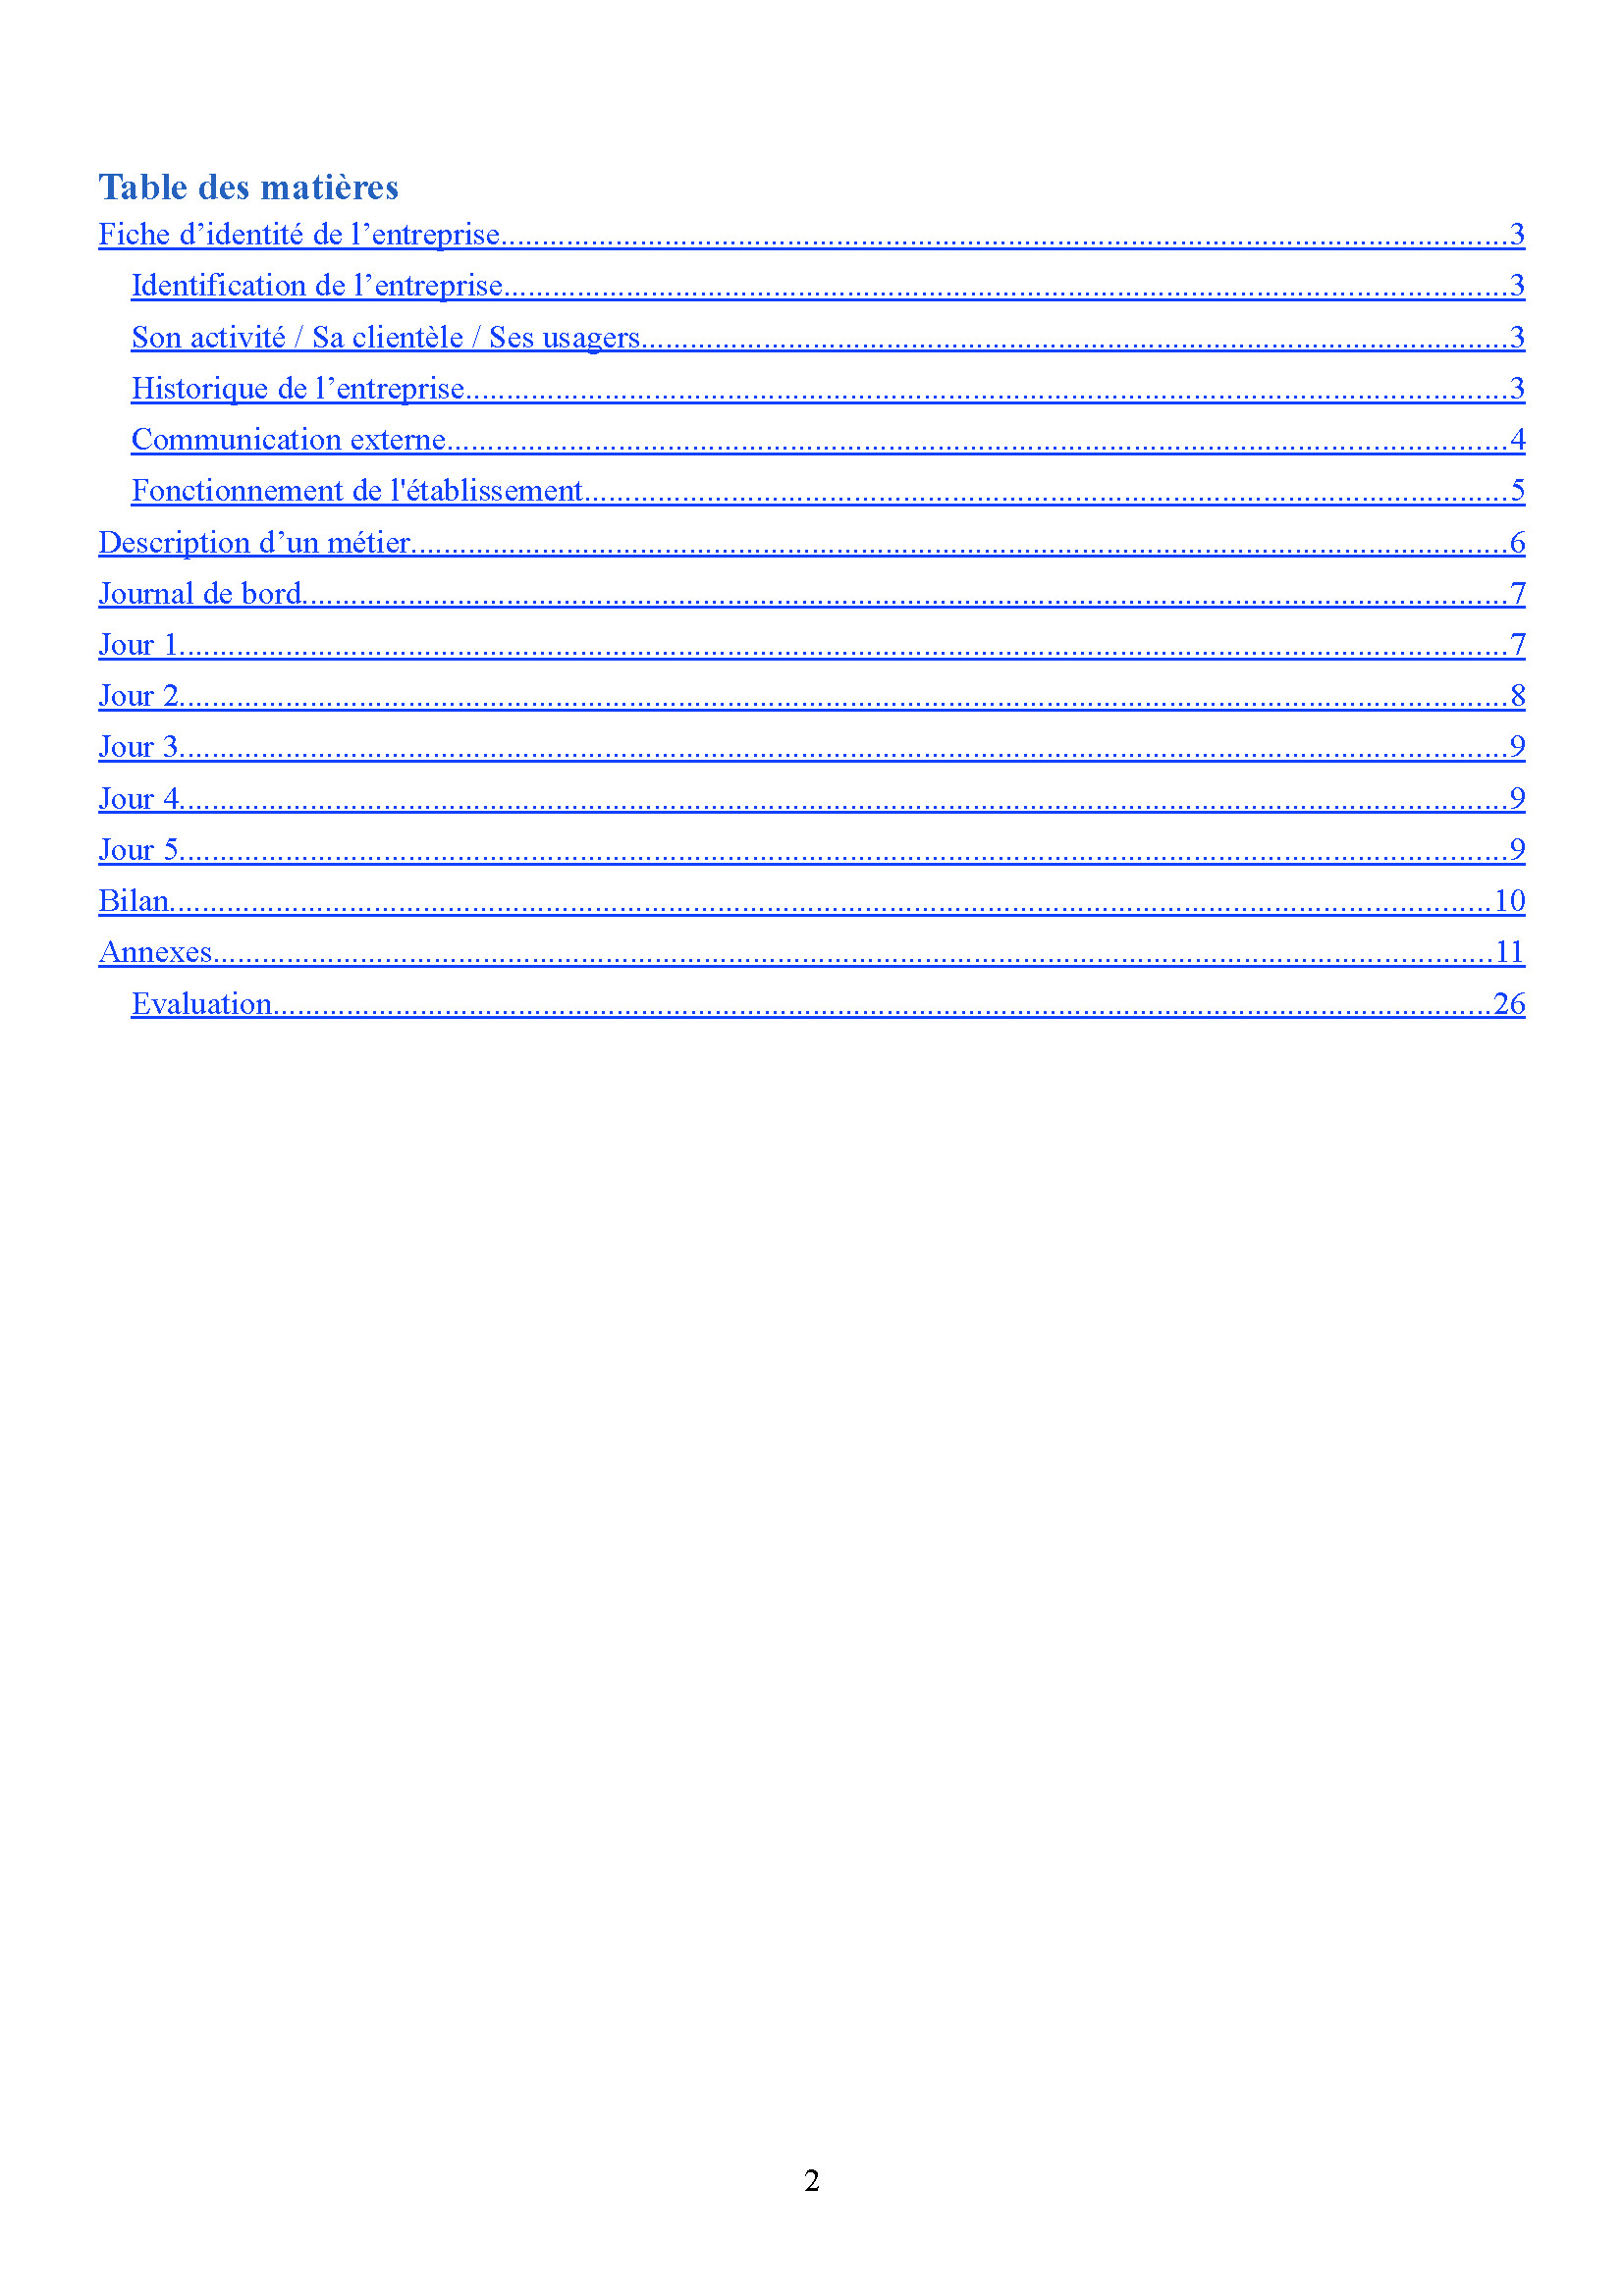 Table des matières
Fiche d’identité de l’entreprise 3
Identification de l’entreprise 3
Son activité / Sa clientèle / Ses usagers 3
Historique de l’entreprise 3
Communication externe 4
Fonctionnement de l'établissement 5
Description d’un métier 6
Journal de bord 7
Jour 1 7
Jour 2 8
Jour 3 9
Jour 4 9
Jour 5 9
Bilan 10
Annexes 11
Evaluation 26
2